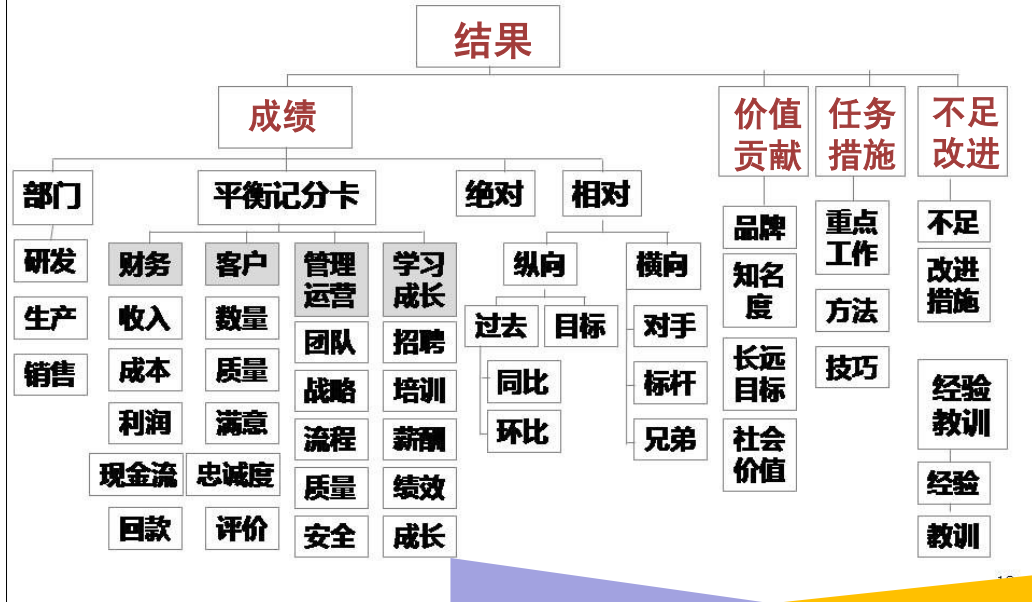 结果
成绩
价值
贡献
任务
措施
不足
改进
部门
平衡记分卡
绝对
相对
研发
生产
销售
财务
收入
成本
利润
现金流
回款
客户
数量
质量
满意
忠诚度
评价
管理
运营
团队
战略
流程
质量
安全
学习
成长
招聘
培训
薪酬
绩效
成长
纵向
过去
目标
同比
环比
横向
对手
标杆
兄弟
品牌
知名
度
长远
目标
社会
价值
重点
工作
方法
技巧
不足
改进
措施
经验
教训
经验
教训